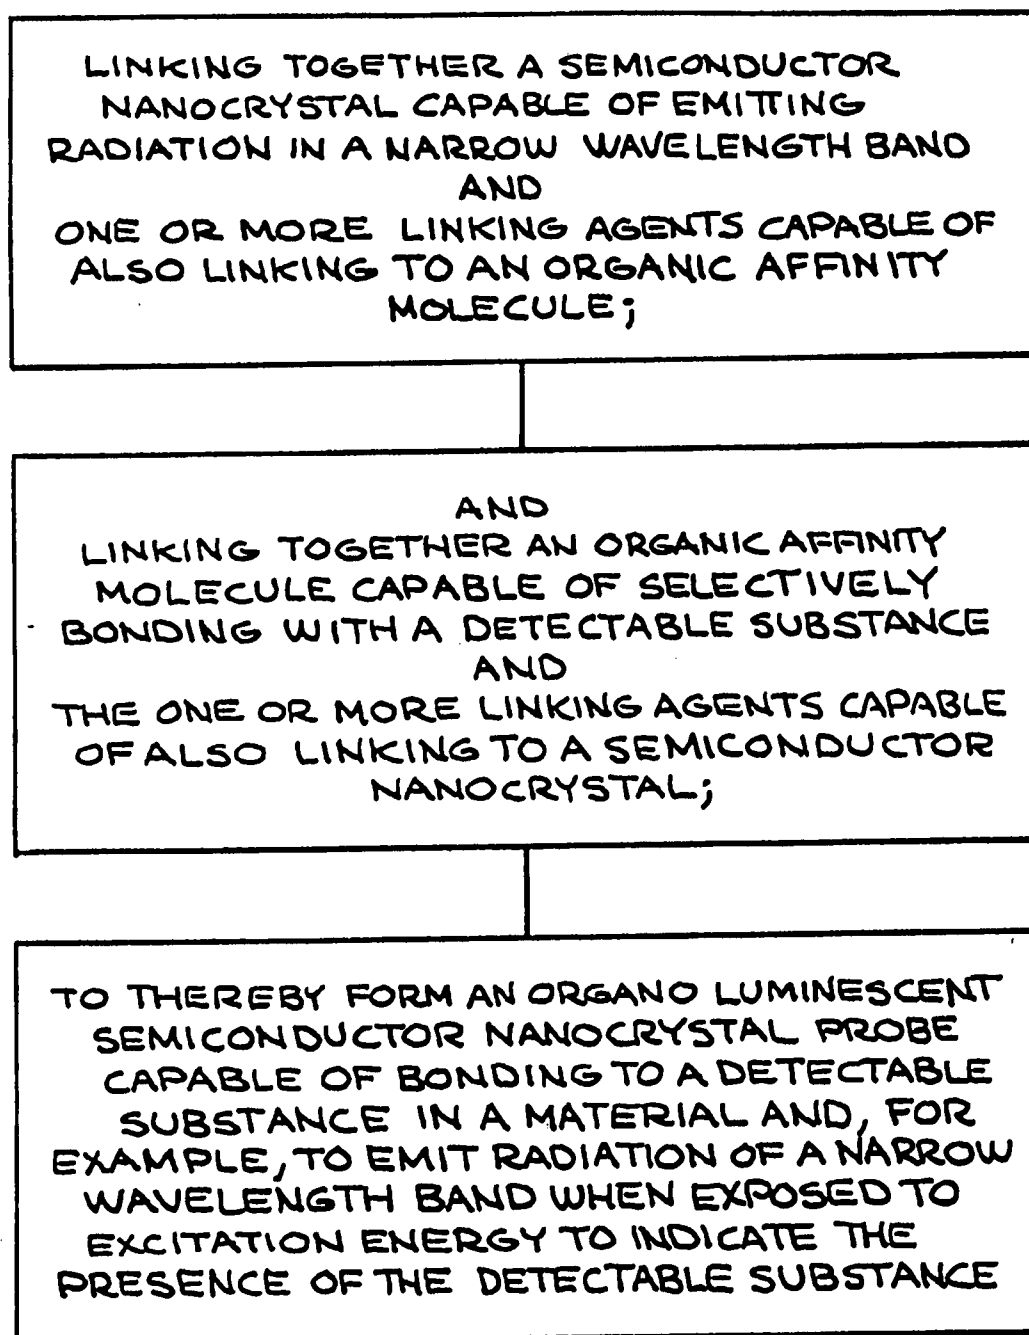 LINKING TOGETHER A SEMICONDUCTOR
NANOCRYSTAL CAPABLE OF EMITTING
RADIATION IN A NARROW WAVELENGTH BAND
AND
ONE OR MORE LINKING AGENTS CAPABLE OF
ALSO LINKING TO AN ORGANIC AFFINITY
MOLECULE;
AND
LINKING TOGETHER AN ORGANIC AFFINITY
MOLECULE CAPABLE OF SELECTIVELY
BONDING WITH A DETECTABLE SUBSTANCE
AND
THE ONE OR MORE LINKING AGENTS CAPABLE
OF ALSO LINKING TO A SEMICONDUCTOR
NANOCRYSTAL;
TO THEREBY FORM AN ORGANO LUMINESCENT
SEMICONDUCTOR NANOCRYSTAL PROBE
CAPABLE OF BONDING TO A DETECTABLE
SUBSTANCE IN A MATERIAL AND, FOR
EXAMPLE, TO EMIT RADIATION OF A NARROW
WAVELENGTH BAND WHEN EXPOSED TO
EXCITATION ENERGY TO INDICATE THE
PRESENCE OF THE DETECTABLE SUBSTANCE